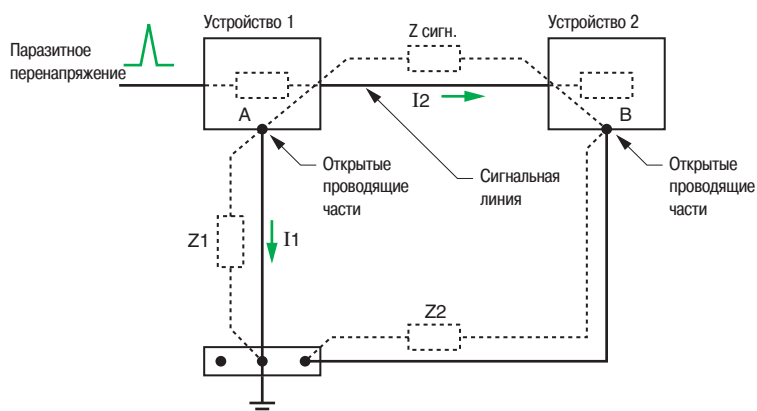 Устройство 1
Z сигн.
Устройство 2
Паразитное
перенапряжение
A
I2
B
Открытые
проводящие
части
Сигнальная
линия
Открытые
проводящие
части
Z1
I1
Z2